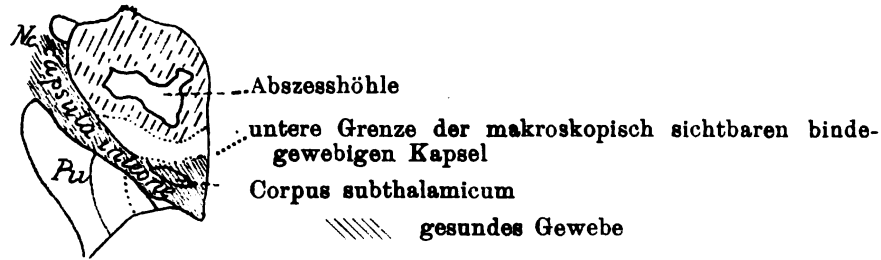 Nc
capsula interna
Pu
Abszesshöhle
untere Grenze der makroskopisch sichtbaren binde-
gewebigen Kapsel
Corpus subthalamicum
gesundes Gewebe